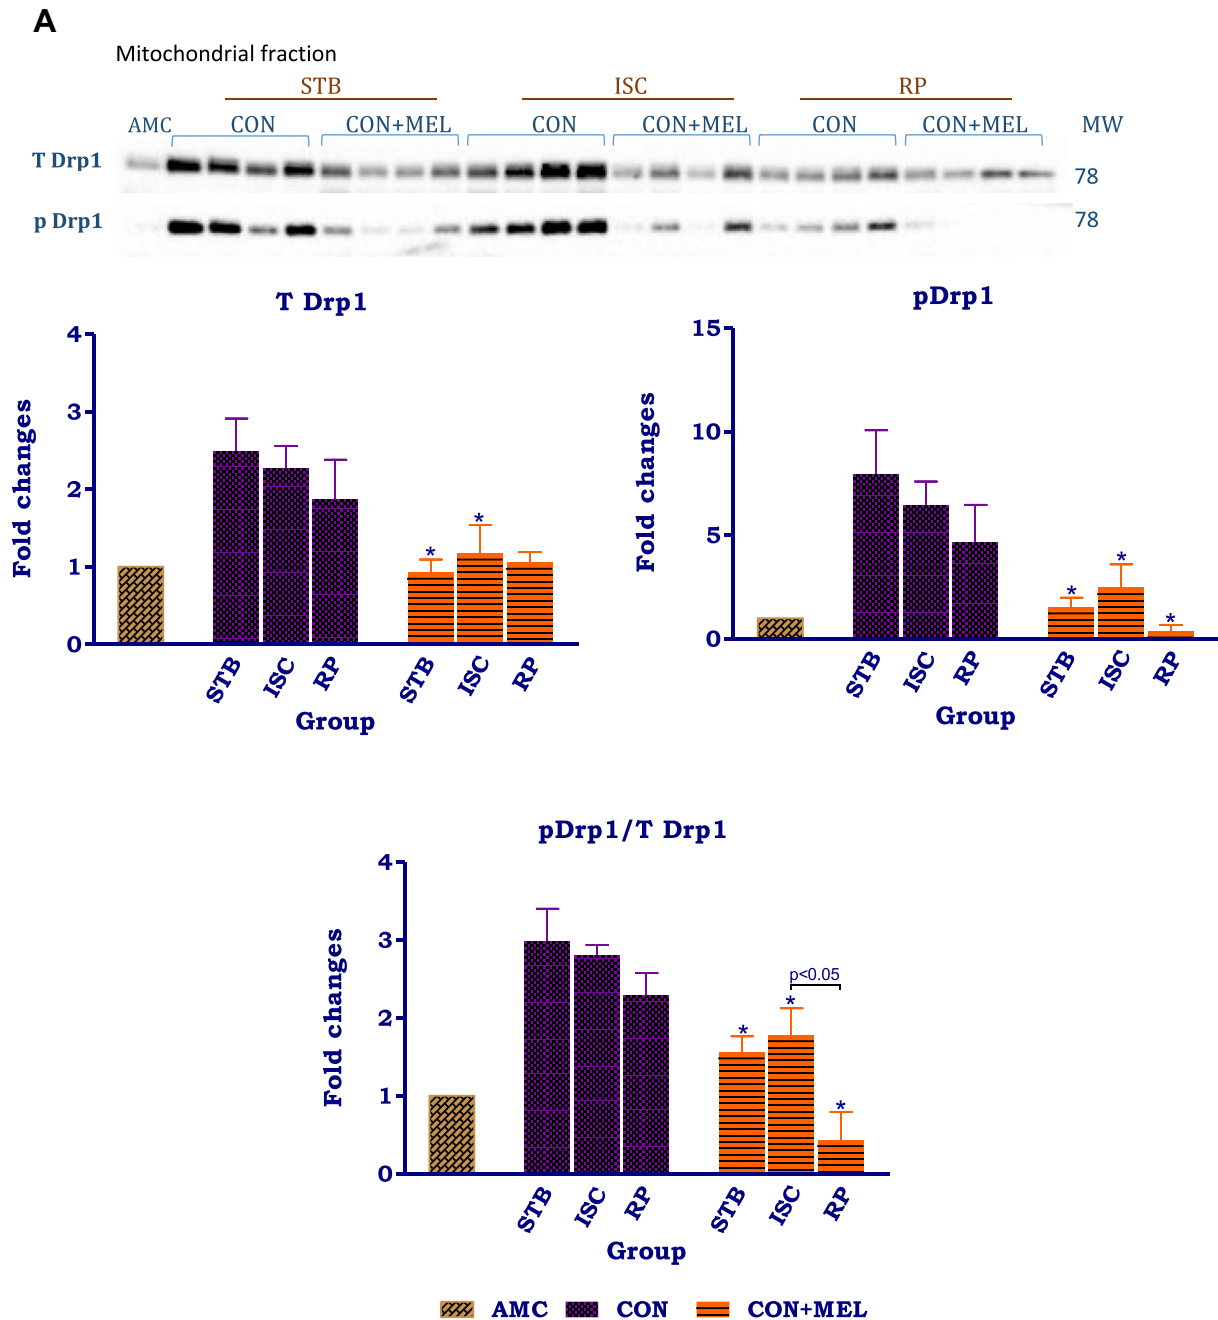 A
Mitochondrial fraction
STB ISC RP
AMC CON CON+MEL CON CON+MEL CON CON+MEL MW
T Drp1 78
p Drp1 78
T Drp1
Fold changes
4
3
2
1
0
STB ISC RP STB ISC RP
* *
Group
pDrp1
Fold changes
15
10
5
0
STB ISC RP STB ISC RP
* * *
Group
pDrp1/T Drp1
Fold changes
4
3
2
1
0
p<0.05
* * *
STB ISC RP STB ISC RP
Group
AMC CON CON+MEL